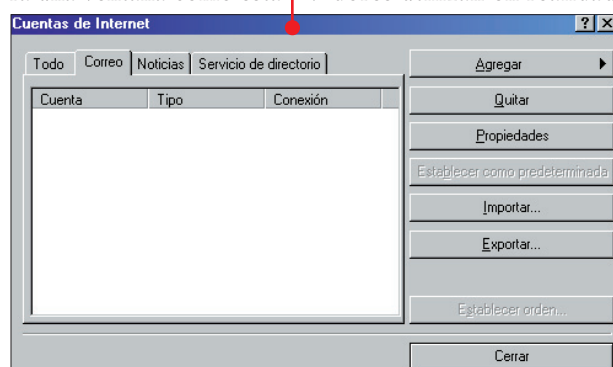 Cuentas de Internet
Todo Correo Noticias Servicio de directorio
Cuenta Tipo Conexión
Agregar
Quitar
Propiedades
Establecer como predeterminada
Importar...
Exportar...
Establecer orden...
Cerrar